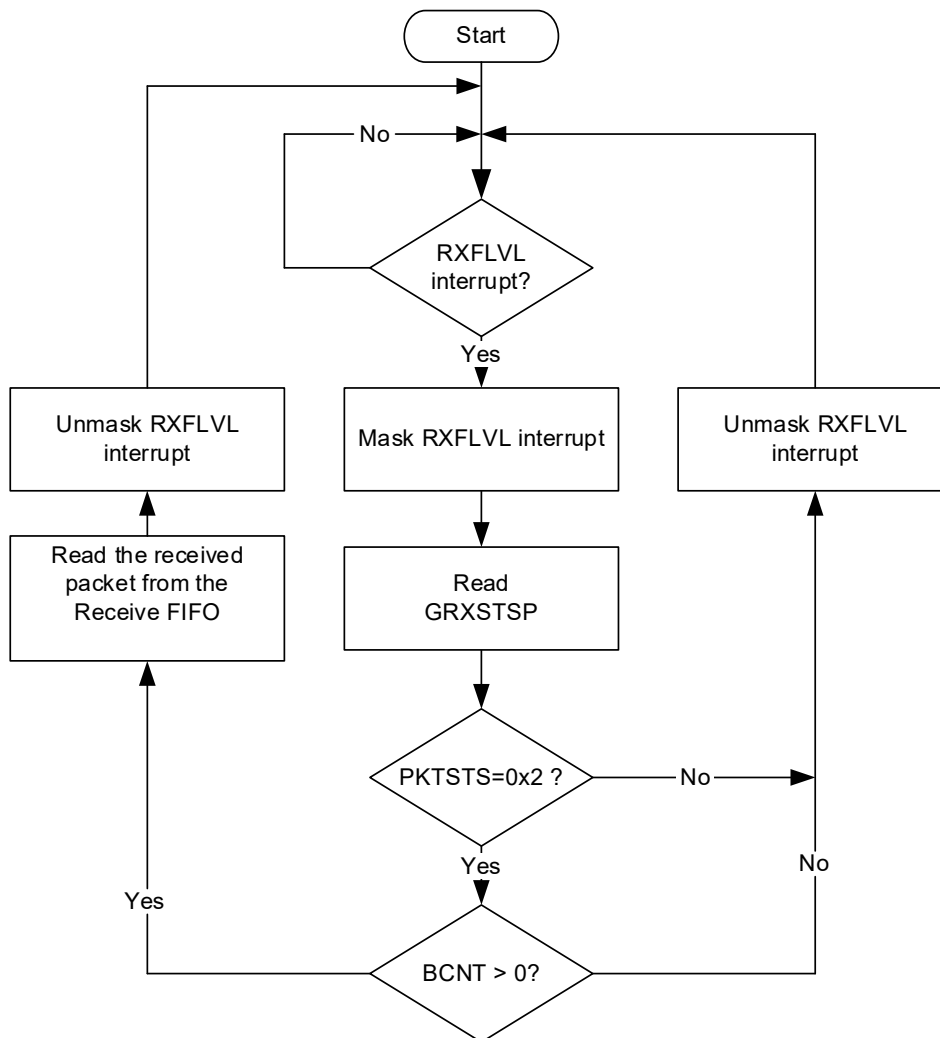 Start
No
RXFLVL
interrupt?
Yes
Unmask RXFLVL
interrupt
Mask RXFLVL interrupt
Unmask RXFLVL
interrupt
Read the received
packet from the
Receive FIFO
Read
GRXSTSP
PKTSTS=0x2 ?
No
Yes
No
Yes
BCNT > 0?